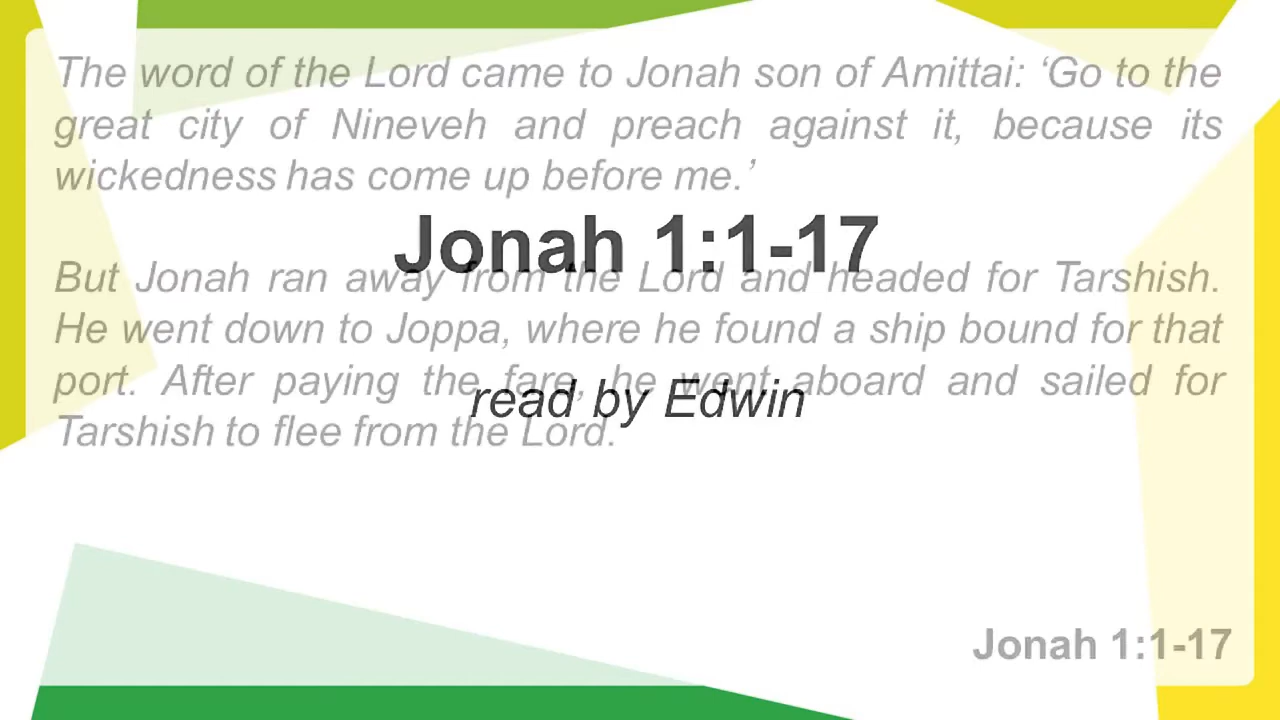 The word of the Lord came to Jonah son of Amittai: ‘Go to the
great city of Nineveh and preach against it, because its
wickedness has come up before me.’
Jonah 1:1-17
But Jonah ran away from the Lord and headed for Tarshish.
He went down to Joppa, where he found a ship bound for that
port. After paying the fare, he went aboard and sailed for
read by Edwin
Tarshish to flee from the Lord.
Jonah 1:1-17